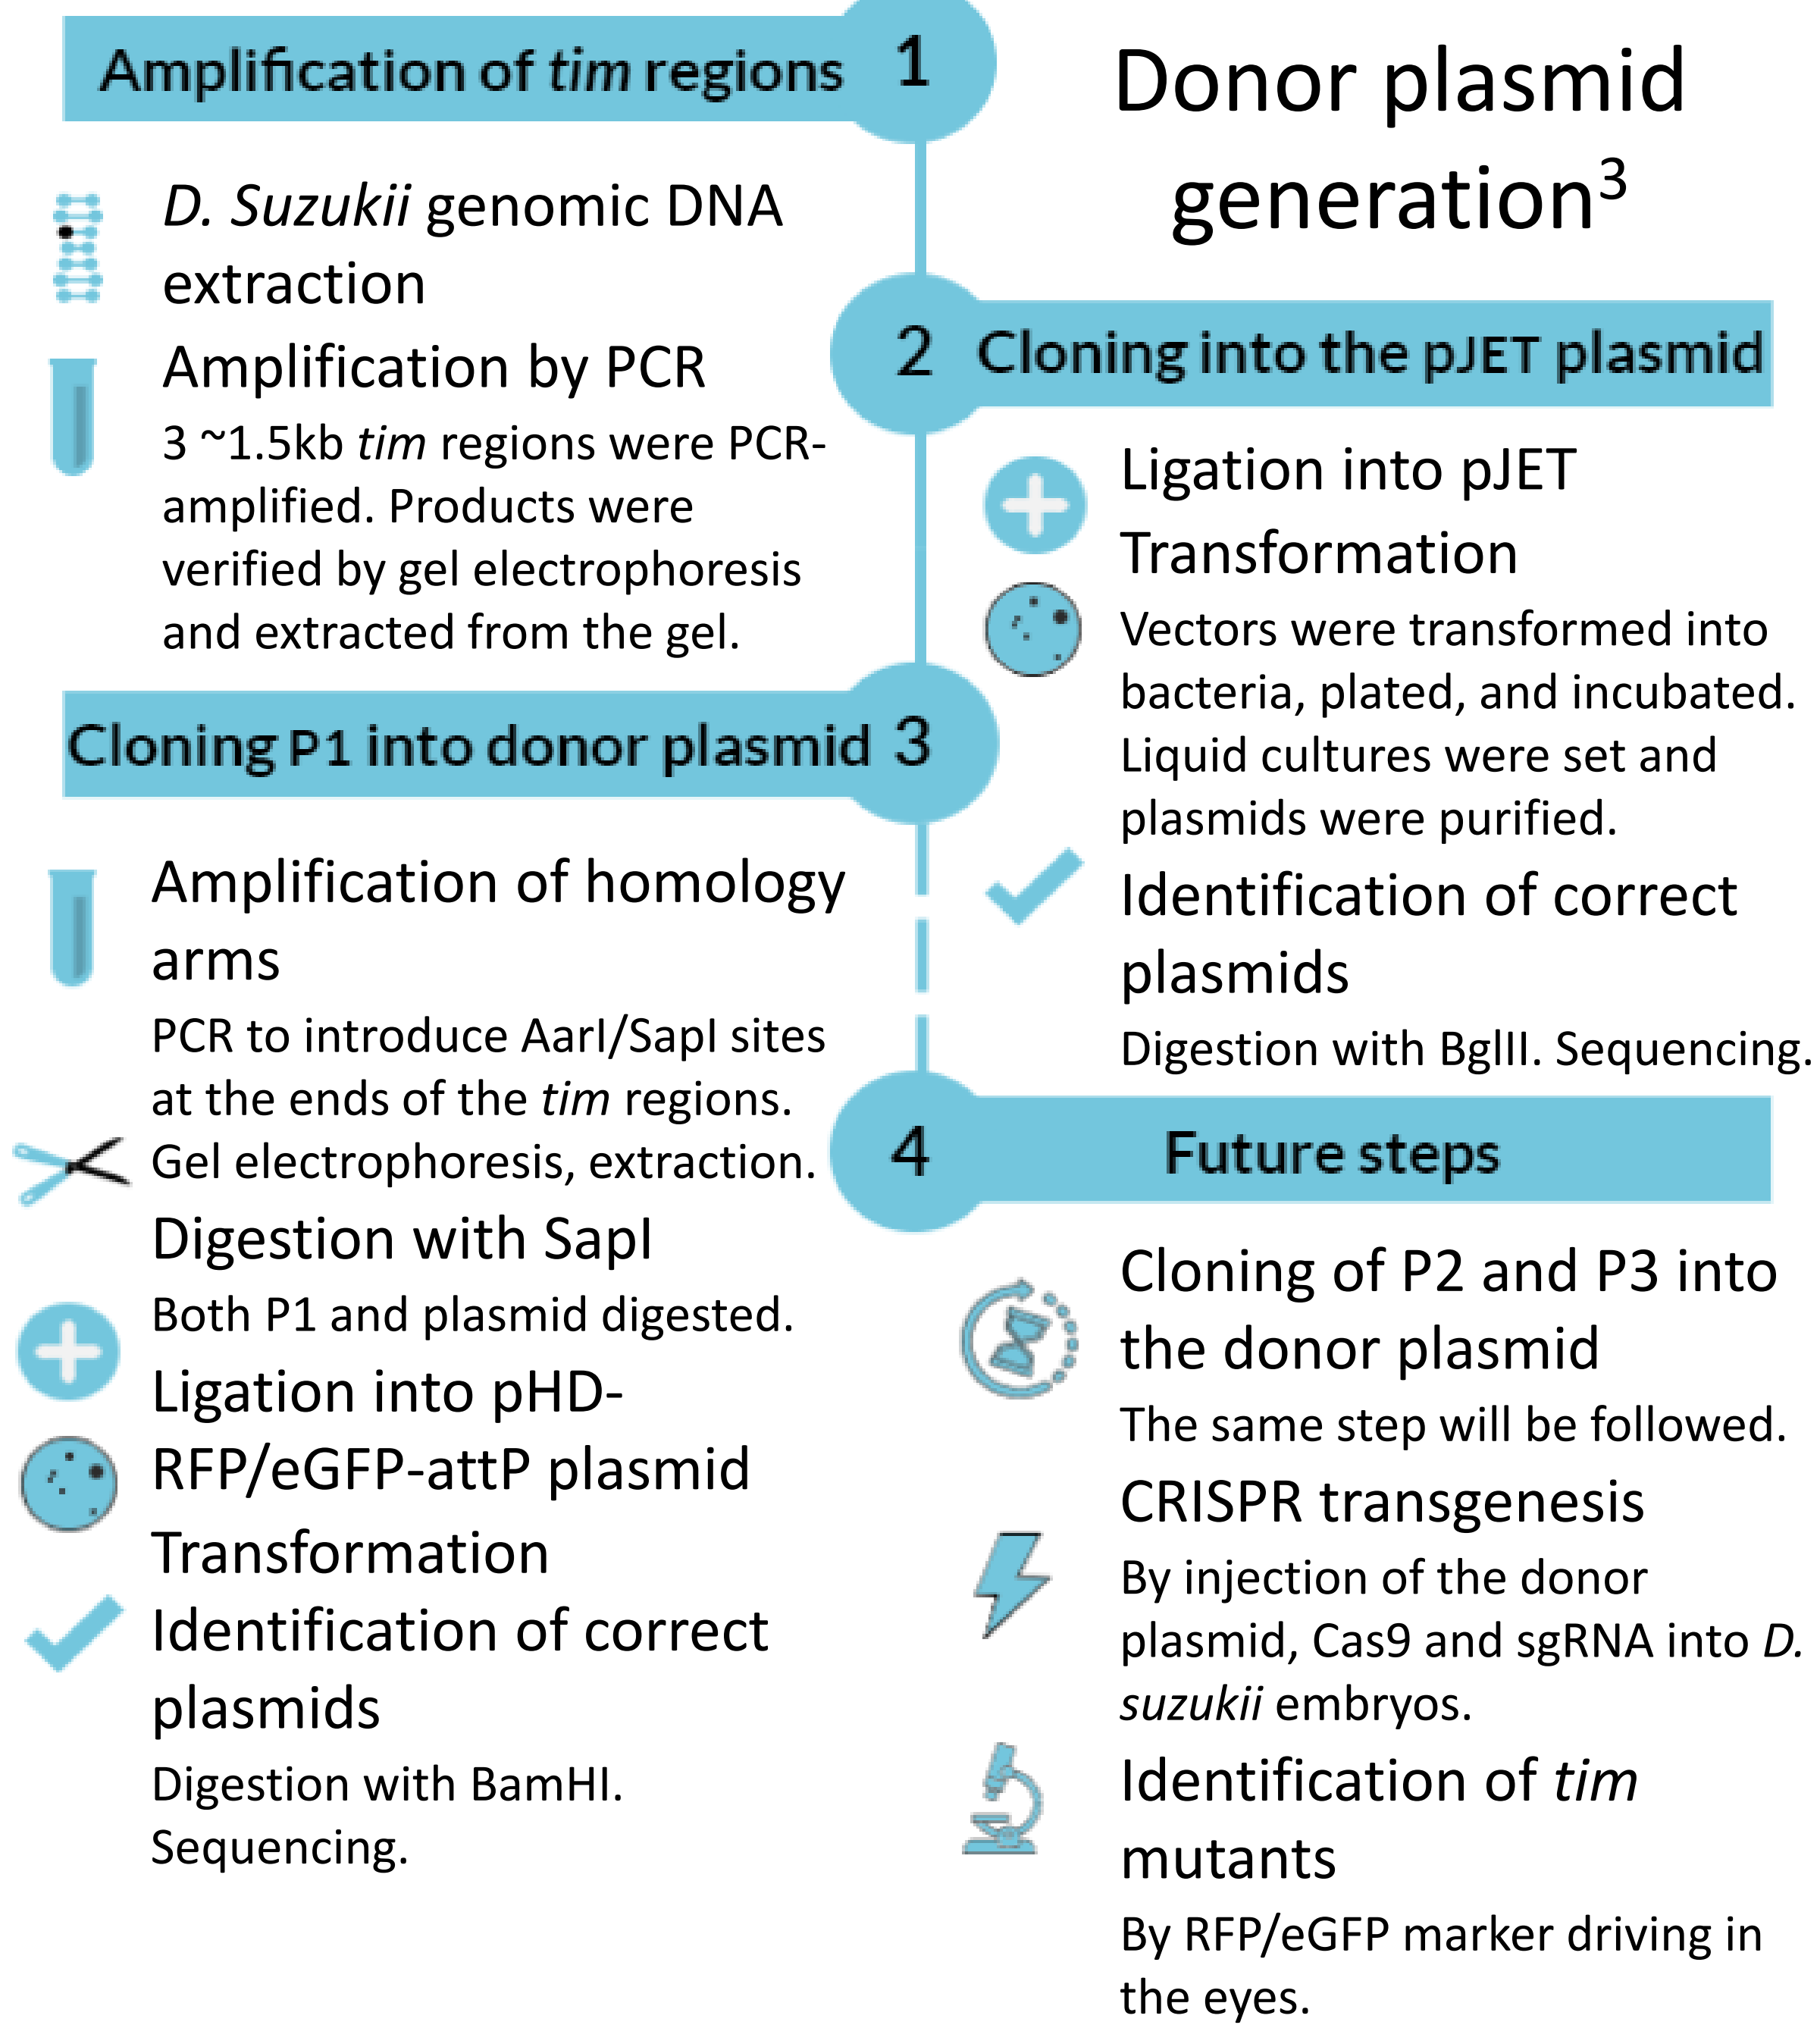 Donor plasmid
generation3
Amplification of tim regions 1
D. Suzukii genomic DNA
extraction
Amplification by PCR
3 ~1.5kb tim regions were PCR-
amplified. Products were
verified by gel electrophoresis
and extracted from the gel.
2 Cloning into the pJET plasmid
Ligation into pJET
Transformation
Vectors were transformed into
bacteria, plated, and incubated.
Liquid cultures were set and
plasmids were purified.
Identification of correct
plasmids
Digestion with BglII. Sequencing.
Cloning P1 into donor plasmid 3
Amplification of homology
arms
PCR to introduce AarI/SapI sites
at the ends of the tim regions.
Gel electrophoresis, extraction.
Digestion with SapI
Both P1 and plasmid digested.
Ligation into pHD-
RFP/eGFP-attP plasmid
Transformation
Identification of correct
plasmids
Digestion with BamHI.
Sequencing.
4 Future steps
Cloning of P2 and P3 into
the donor plasmid
The same step will be followed.
CRISPR transgenesis
By injection of the donor
plasmid, Cas9 and sgRNA into D.
suzukii embryos.
Identification of tim
mutants
By RFP/eGFP marker driving in
the eyes.